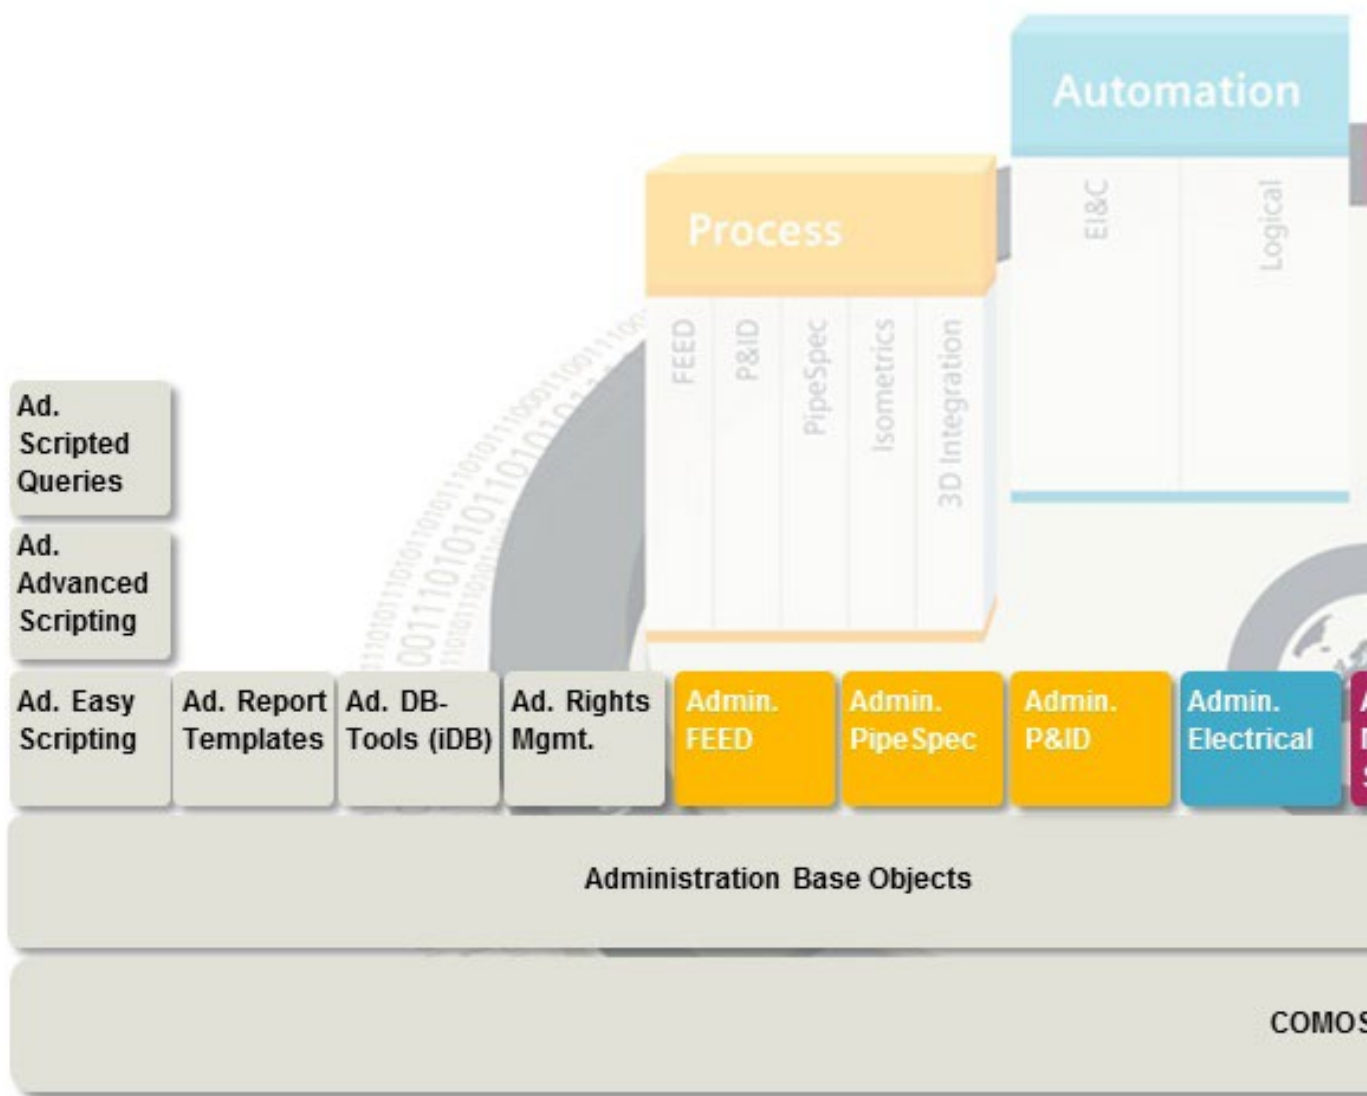 Automation
EI&C
Logical
Process
FEED
P&ID
PipeSpec
Isometrics
3D Integration
Ad.
Scripted
Queries
Ad.
Advanced
Scripting
Ad. Easy
Scripting
Ad. Report
Templates
Ad. DB-
Tools (iDB)
Ad. Rights
Mgmt.
Admin.
FEED
Admin.
PipeSpec
Admin.
P&ID
Admin.
Electrical
Administration Base Objects
COMOS